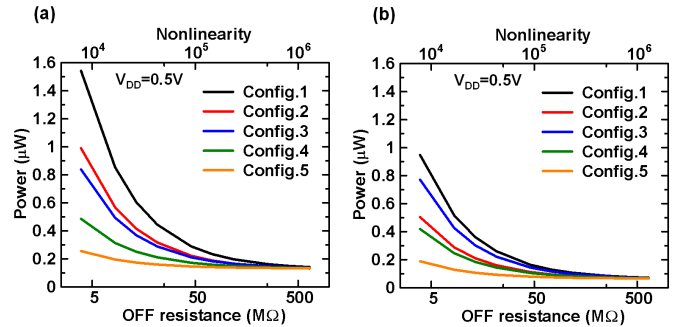 (a)
Nonlinearity
10^4 10^5 10^6
V_DD=0.5V
Config.1
Config.2
Config.3
Config.4
Config.5
Power (μW)
1.6
1.4
1.2
1
0.8
0.6
0.4
0.2
0
5 50 500
OFF resistance (MΩ)
(b)
Nonlinearity
10^4 10^5 10^6
V_DD=0.5V
Config.1
Config.2
Config.3
Config.4
Config.5
Power (μW)
1.6
1.4
1.2
1
0.8
0.6
0.4
0.2
0
5 50 500
OFF resistance (MΩ)